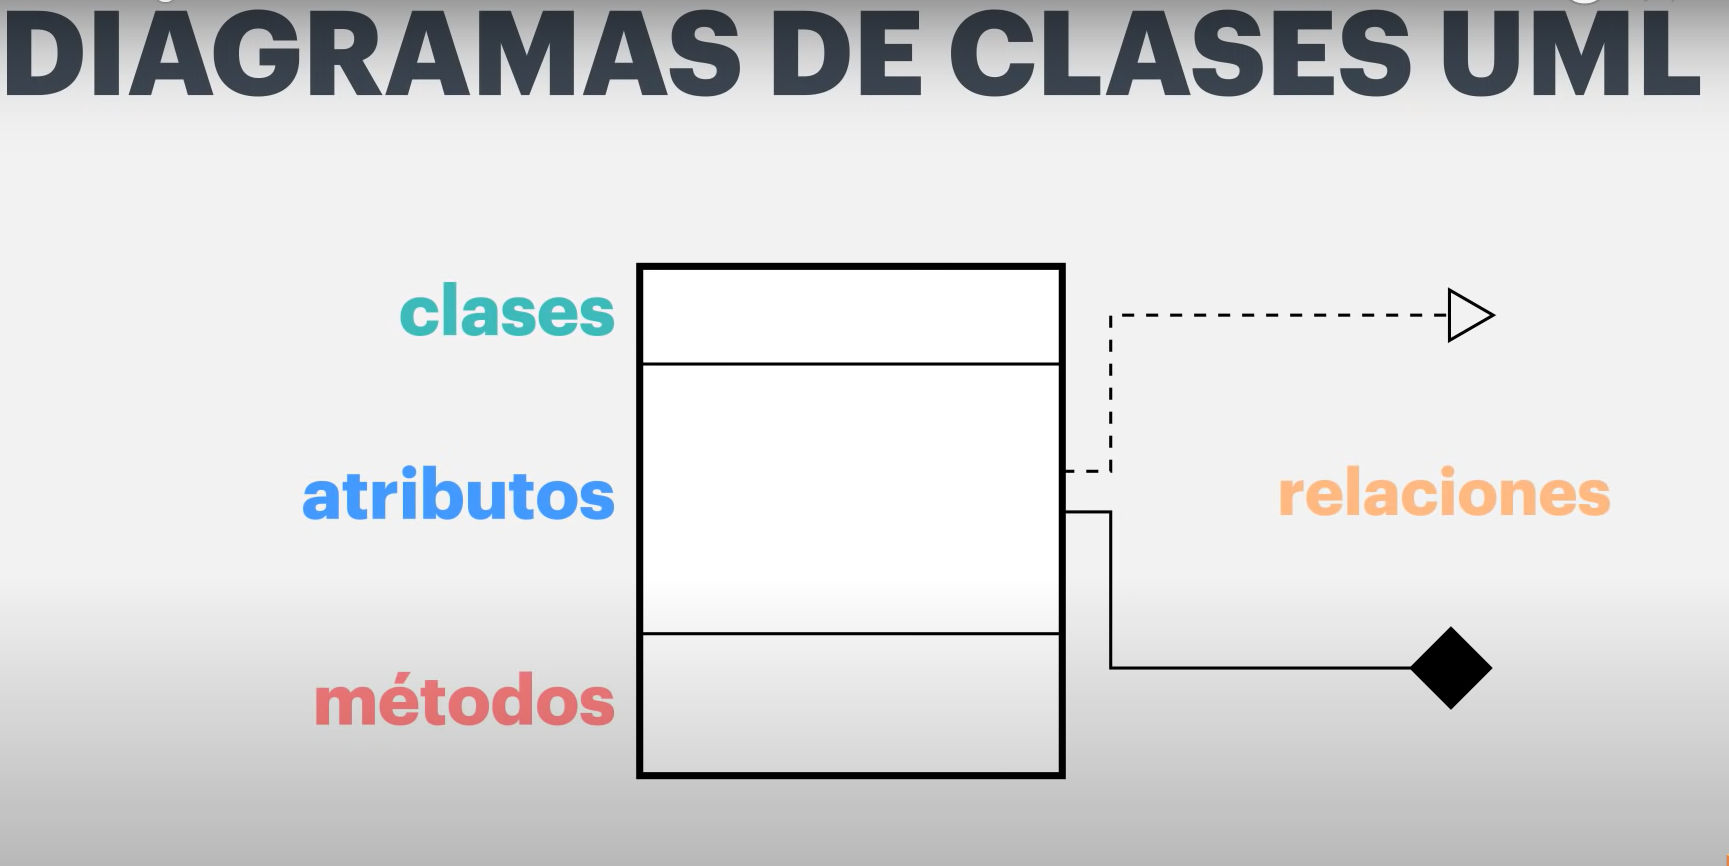 DIAGRAMAS DE CLASES UML
clases
atributos
relaciones
métodos